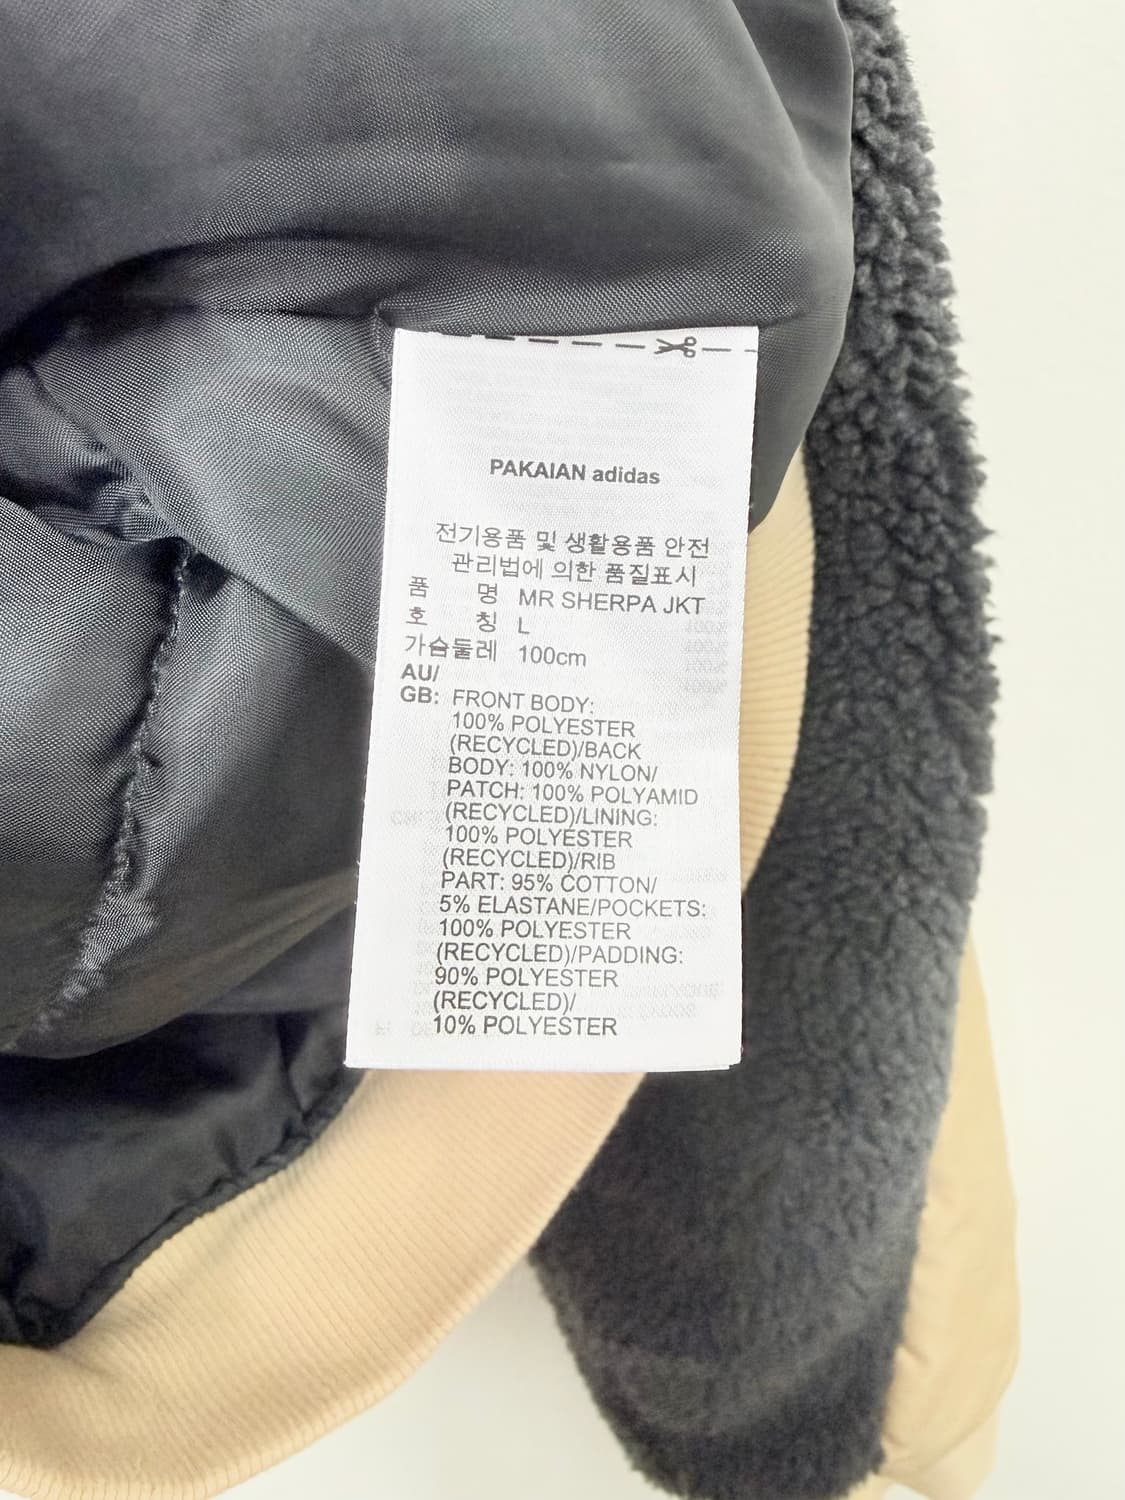 PAKAIAN adidas
전기용품 및 생활용품 안전
관리법에 의한 품질표시
품 명 MR SHERPA JKT
호 칭 L
가슴둘레 100cm
AU/
GB: FRONT BODY:
100% POLYESTER
(RECYCLED)/BACK
BODY: 100% NYLON/
PATCH: 100% POLYAMID
(RECYCLED)/LINING:
100% POLYESTER
(RECYCLED)/RIB
PART: 95% COTTON/
5% ELASTANE/POCKETS:
100% POLYESTER
(RECYCLED)/PADDING:
90% POLYESTER
(RECYCLED)/
10% POLYESTER